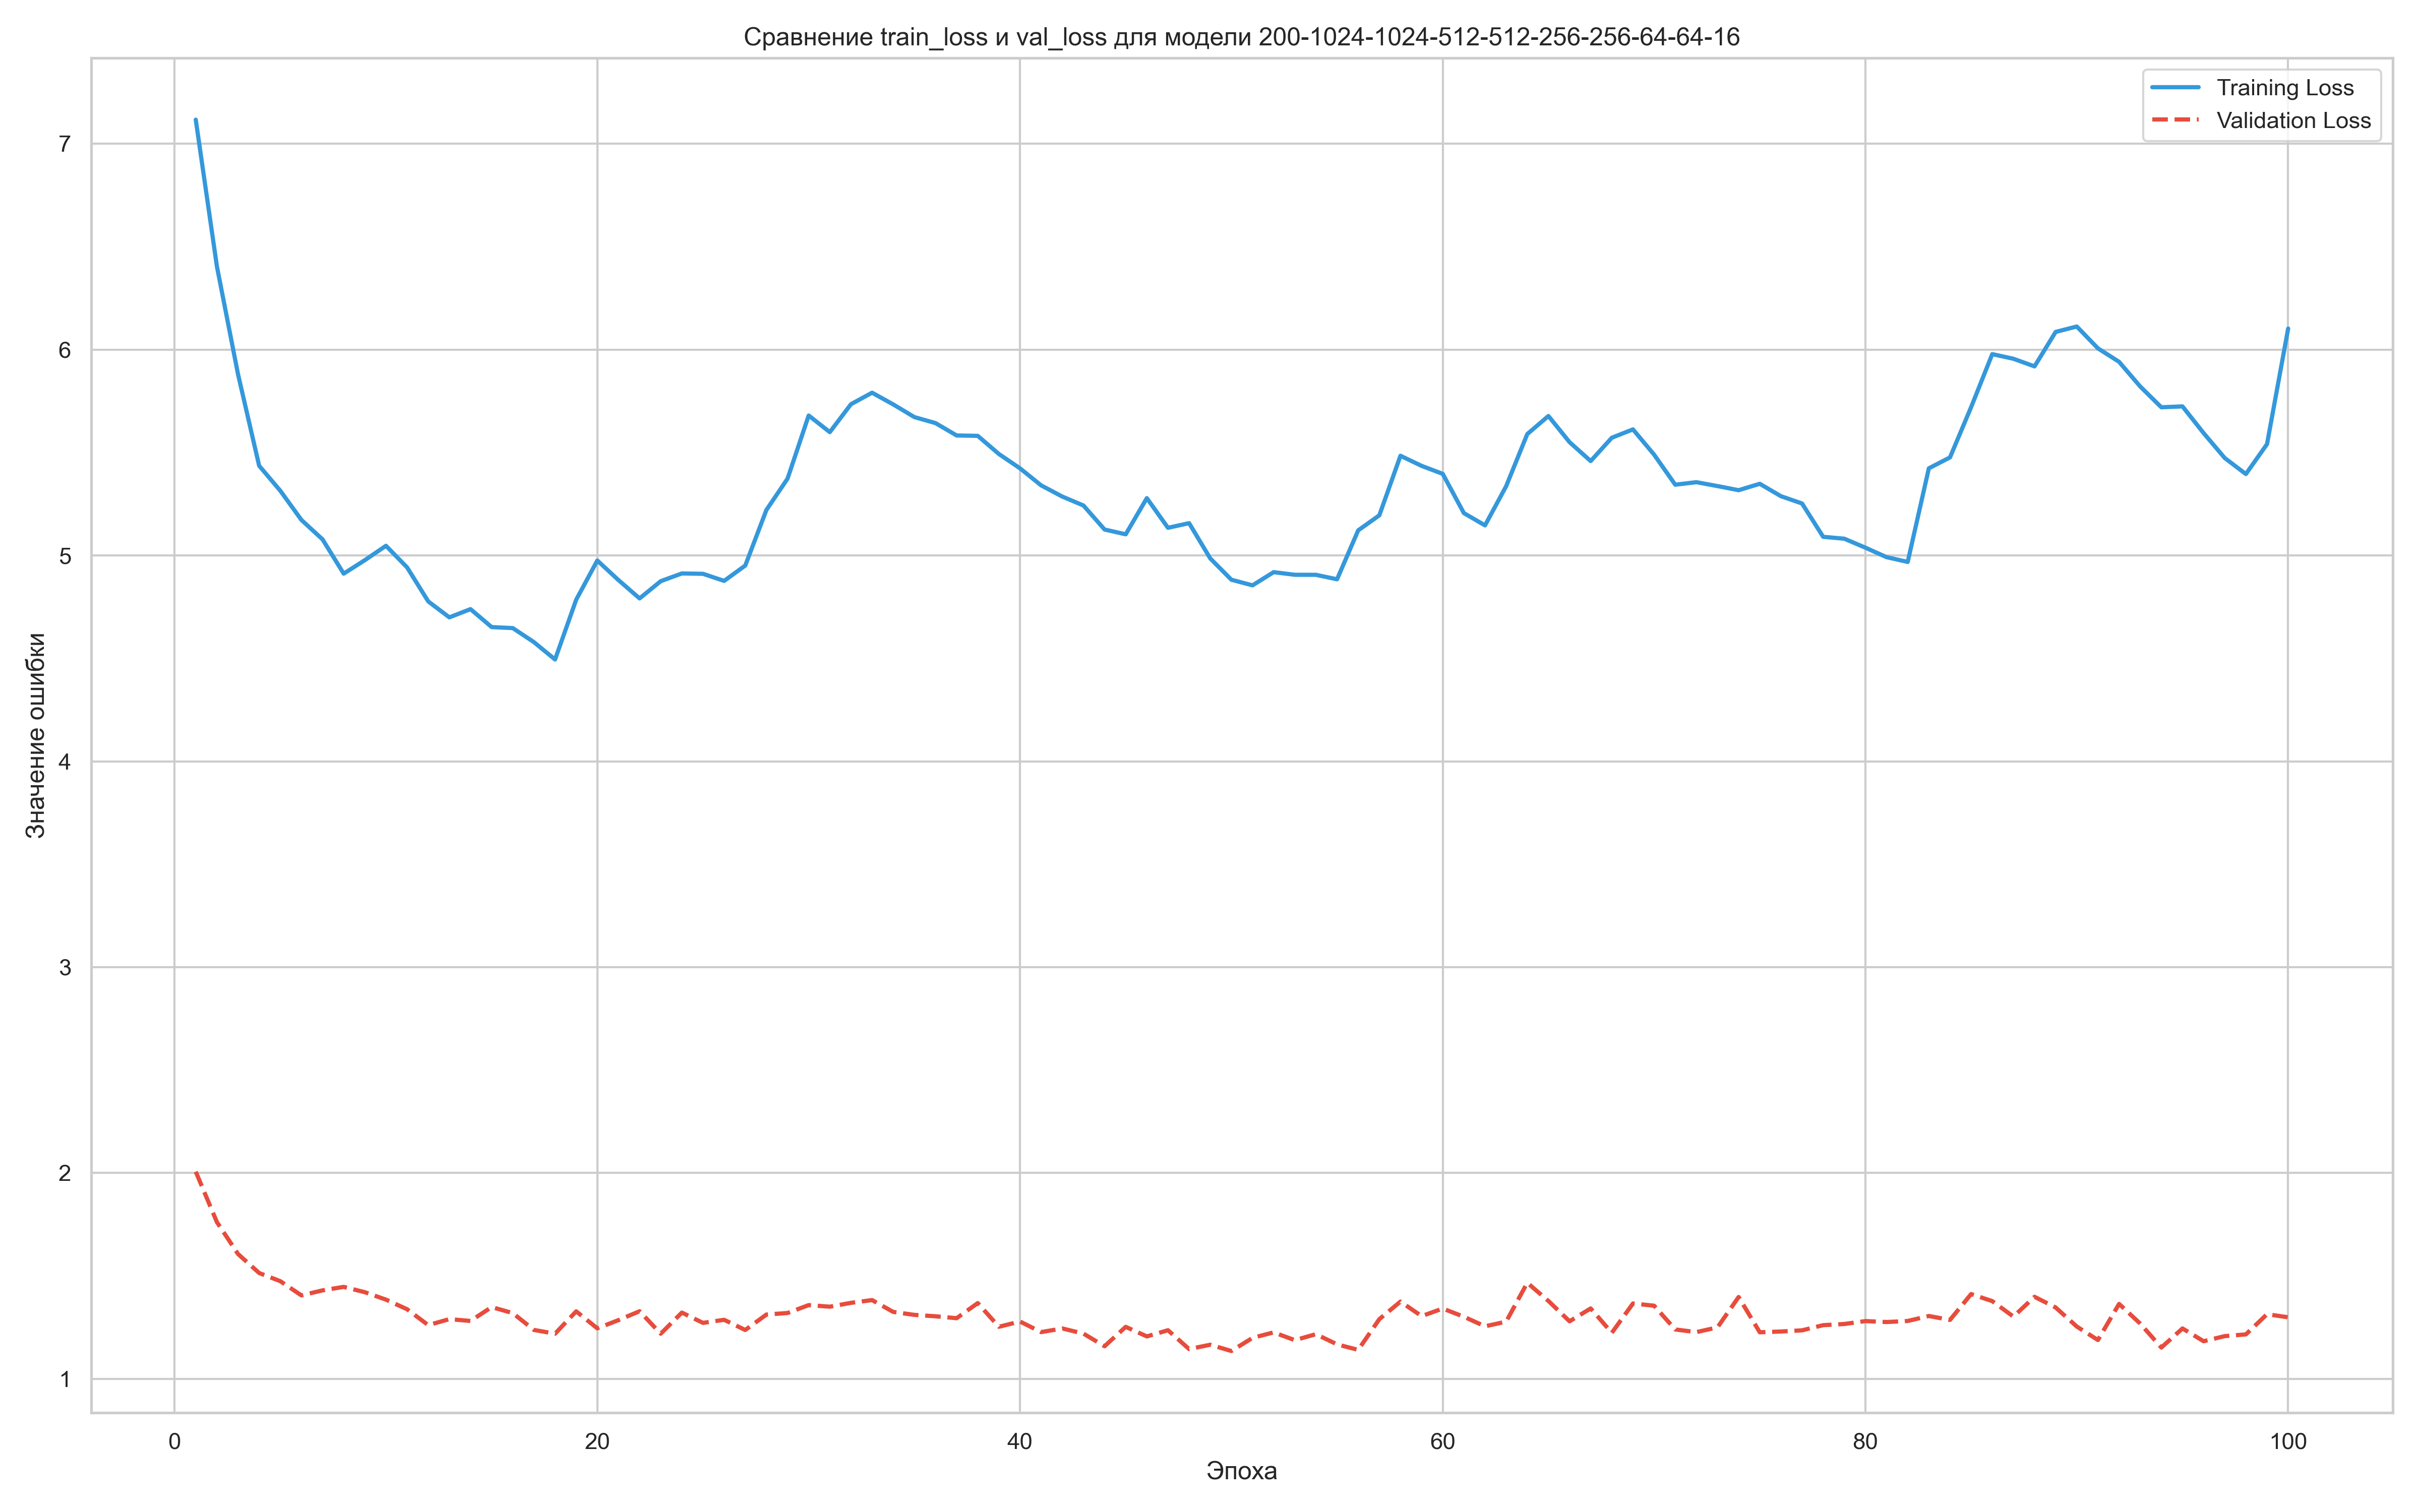 Сравнение train_loss и val_loss для модели 200-1024-1024-512-512-256-256-64-64-16
Training Loss
Validation Loss
Значение ошибки
7
6
5
4
3
2
1
0 20 40 60 80 100
Эпоха